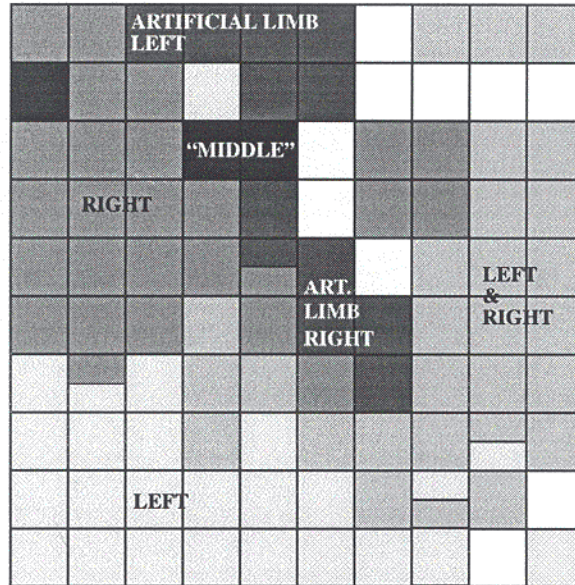 ARTIFICIAL LIMB
LEFT
“MIDDLE”
RIGHT
ART.
LIMB
RIGHT
LEFT
&
RIGHT
LEFT